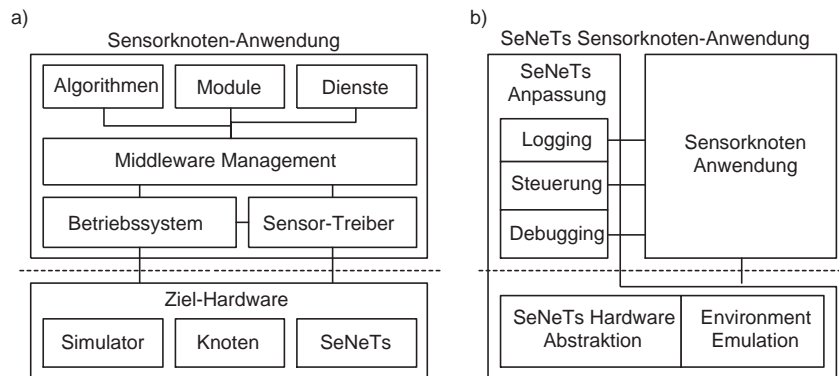 a)
Sensorknoten-Anwendung
Algorithmen
Module
Dienste
Middleware Management
Betriebssystem
Sensor-Treiber
Ziel-Hardware
Simulator
Knoten
SeNeTs
b)
SeNeTs Sensorknoten-Anwendung
SeNeTs
Anpassung
Logging
Steuerung
Debugging
Sensorknoten
Anwendung
SeNeTs Hardware
Abstraktion
Environment
Emulation